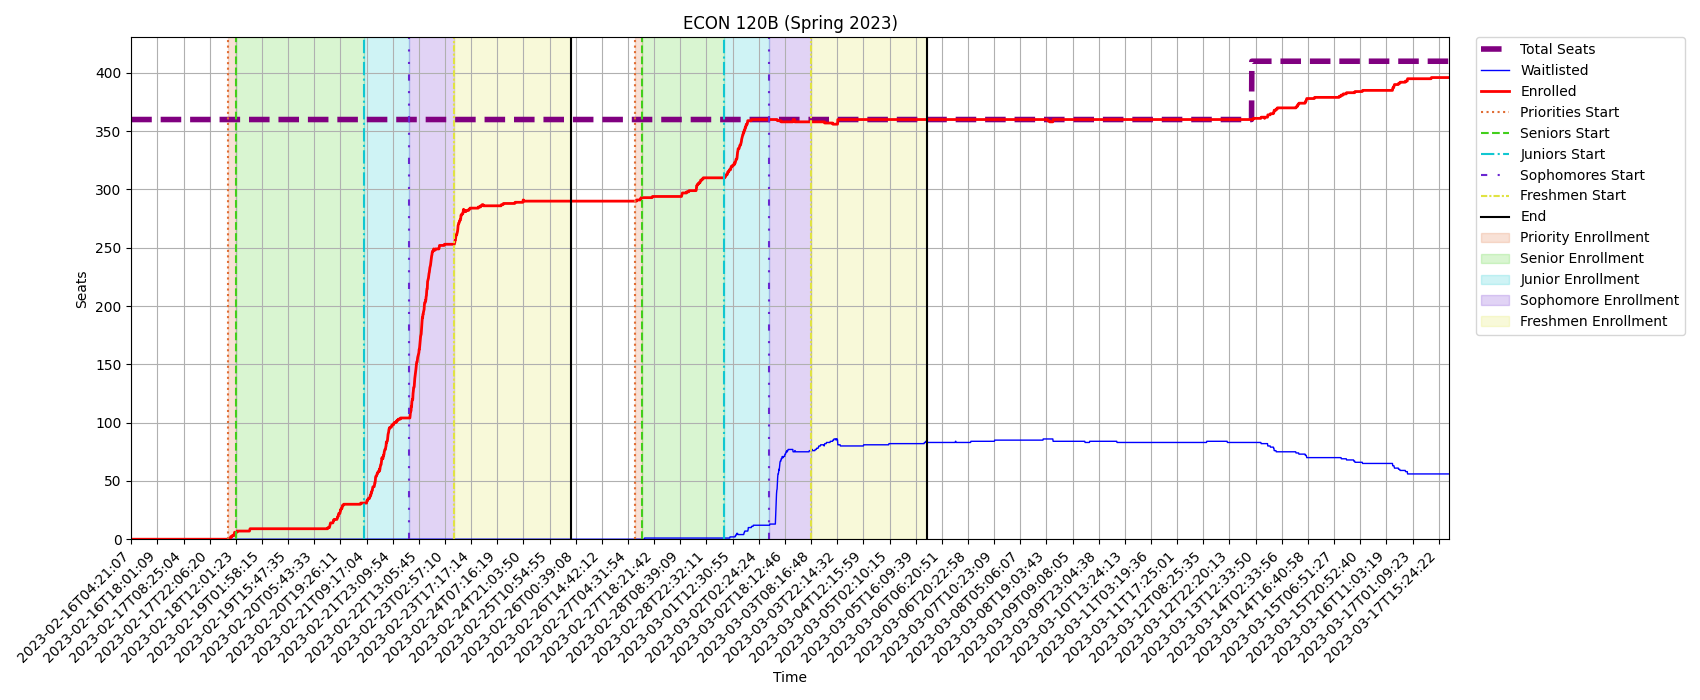 ECON 120B (Spring 2023)
Seats
400
350
300
250
200
150
100
50
0
2023-02-16T04:21:07
2023-02-16T18:01:09
2023-02-17T08:25:04
2023-02-17T22:06:20
2023-02-18T12:01:23
2023-02-19T01:58:15
2023-02-19T15:47:35
2023-02-20T05:43:33
2023-02-20T19:26:11
2023-02-21T09:17:04
2023-02-21T23:09:54
2023-02-22T13:05:45
2023-02-23T02:57:10
2023-02-23T17:14:14
2023-02-24T07:16:19
2023-02-24T21:03:50
2023-02-25T10:54:55
2023-02-26T00:39:08
2023-02-26T14:42:12
2023-02-27T04:31:54
2023-02-27T18:21:42
2023-02-28T08:39:09
2023-02-28T22:32:11
2023-03-01T12:30:55
2023-03-02T02:24:24
2023-03-02T18:12:46
2023-03-03T08:16:48
2023-03-03T22:14:32
2023-03-04T12:15:59
2023-03-05T02:10:15
2023-03-05T16:09:39
2023-03-06T06:20:51
2023-03-06T20:22:58
2023-03-07T10:23:09
2023-03-08T05:06:07
2023-03-08T19:03:43
2023-03-09T09:08:05
2023-03-09T23:04:38
2023-03-10T13:24:13
2023-03-11T03:19:36
2023-03-11T17:25:01
2023-03-12T08:25:35
2023-03-12T22:20:13
2023-03-13T12:33:50
2023-03-14T02:33:56
2023-03-14T16:40:58
2023-03-15T06:51:27
2023-03-15T20:52:40
2023-03-16T11:03:19
2023-03-17T01:09:23
2023-03-17T15:24:22
Time
Total Seats
Waitlisted
Enrolled
Priorities Start
Seniors Start
Juniors Start
Sophomores Start
Freshmen Start
End
Priority Enrollment
Senior Enrollment
Junior Enrollment
Sophomore Enrollment
Freshmen Enrollment